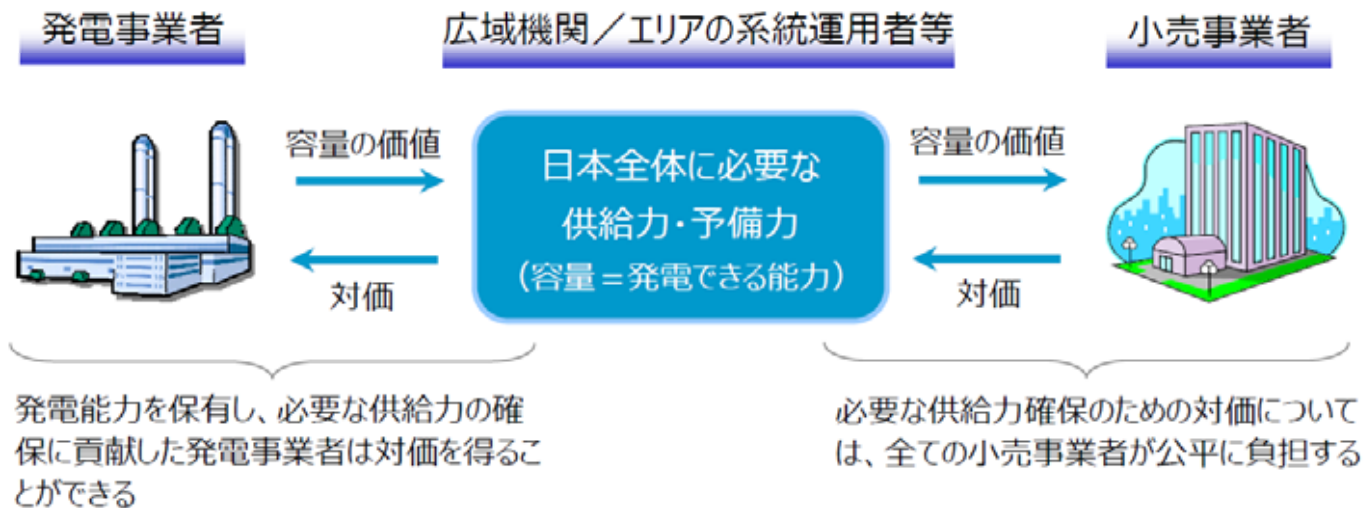 発電事業者
広域機関／エリアの系統運用者等
小売事業者
容量の価値
対価
日本全体に必要な
供給力・予備力
（容量＝発電できる能力）
容量の価値
対価
発電能力を保有し、必要な供給力の確
保に貢献した発電事業者は対価を得るこ
とができる
必要な供給力確保のための対価について
は、全ての小売事業者が公平に負担する